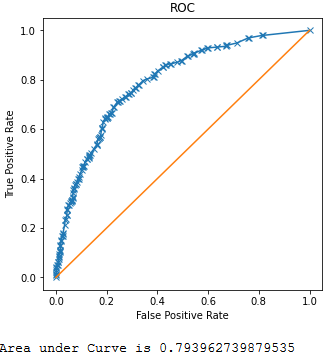 ROC
True Positive Rate
1.0
0.8
0.6
0.4
0.2
0.0
0.0 0.2 0.4 0.6 0.8 1.0
False Positive Rate
Area under Curve is 0.793962739879535